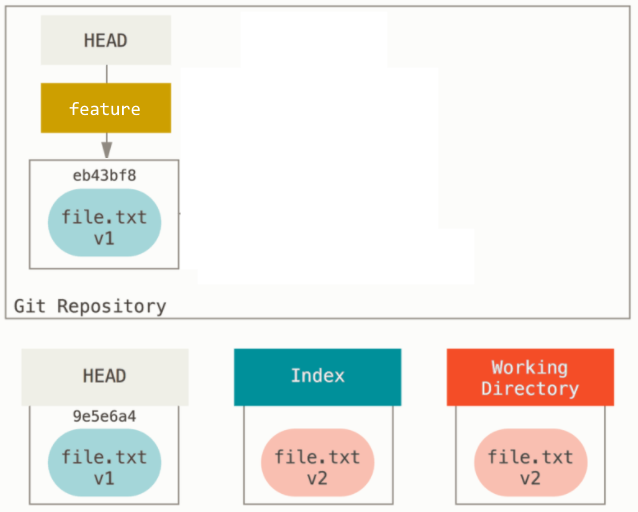 HEAD
feature
eb43bf8
file.txt
v1
Git Repository
HEAD
Index
Working
Directory
9e5e6a4
file.txt
v1
file.txt
v2
file.txt
v2